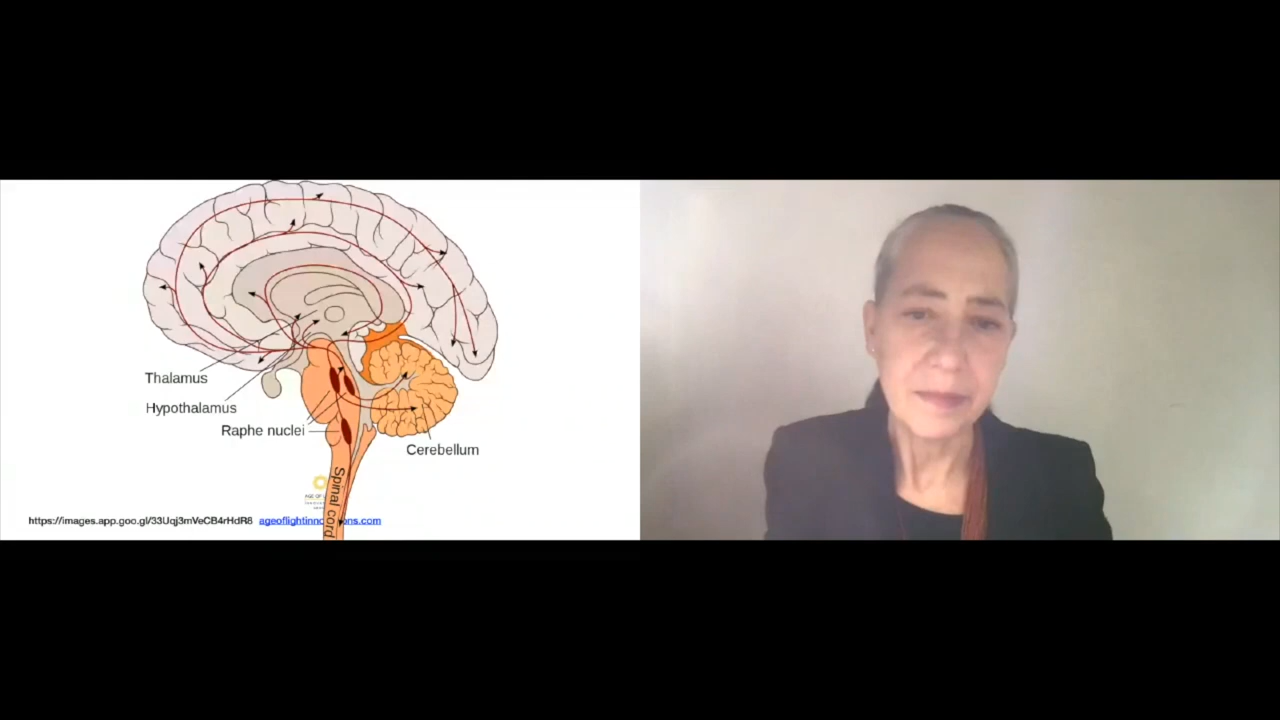 Thalamus
Hypothalamus
Raphe nuclei
Cerebellum
Spinal cord
https://images.app.goo.gl/33Uqj3mVeCB4rHdR8